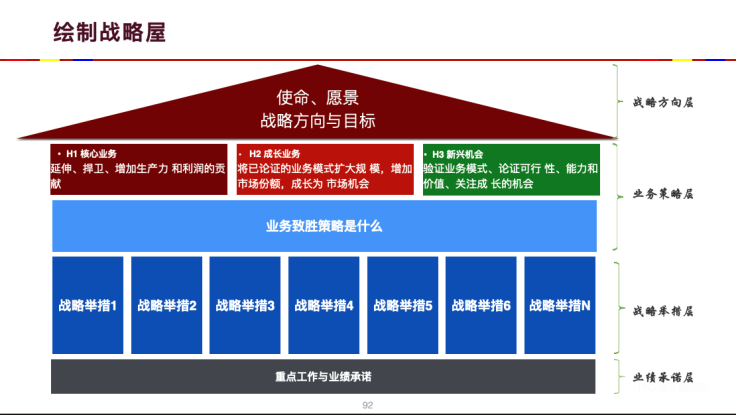 绘制战略屋
使命、愿景
战略方向与目标
战略方向层
• H1 核心业务
延伸、捍卫、增加生产力 和利润的贡
献
• H2 成长业务
将已论证的业务模式扩大规 模，增加
市场份额，成长为 市场机会
• H3 新兴机会
验证业务模式、论证可行 性、能力和
价值、关注成 长的机会
业务策略层
业务致胜策略是什么
战略举措1
战略举措2
战略举措3
战略举措4
战略举措5
战略举措6
战略举措N
战略举措层
重点工作与业绩承诺
业绩承诺层
92